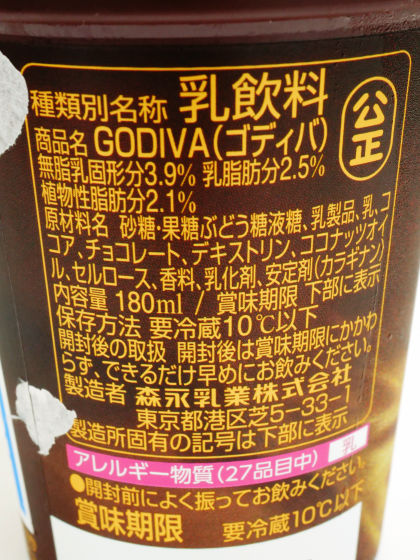 種類別名称 乳飲料
公正
商品名 GODIVA(ゴディバ)
無脂乳固形分3.9% 乳脂肪分2.5%
植物性脂肪分2.1%
原材料名 砂糖・果糖ぶどう糖液糖、乳製品、乳、コ
コア、チョコレート、デキストリン、ココナッツオイ
ル、セルロース、香料、乳化剤、安定剤(カラギナン)
内容量 180ml / 賞味期限 下部に表示
保存方法 要冷蔵10℃以下
開封後の取扱 開封後は賞味期限にかかわ
らず、できるだけ早めにお飲みください。
製造者 森永乳業株式会社
東京都港区芝5-33-1
製造所固有の記号は下部に表示
アレルギー物質(27品目中) 乳
●開封前によく振ってお飲みください。
賞味期限 要冷蔵10℃以下